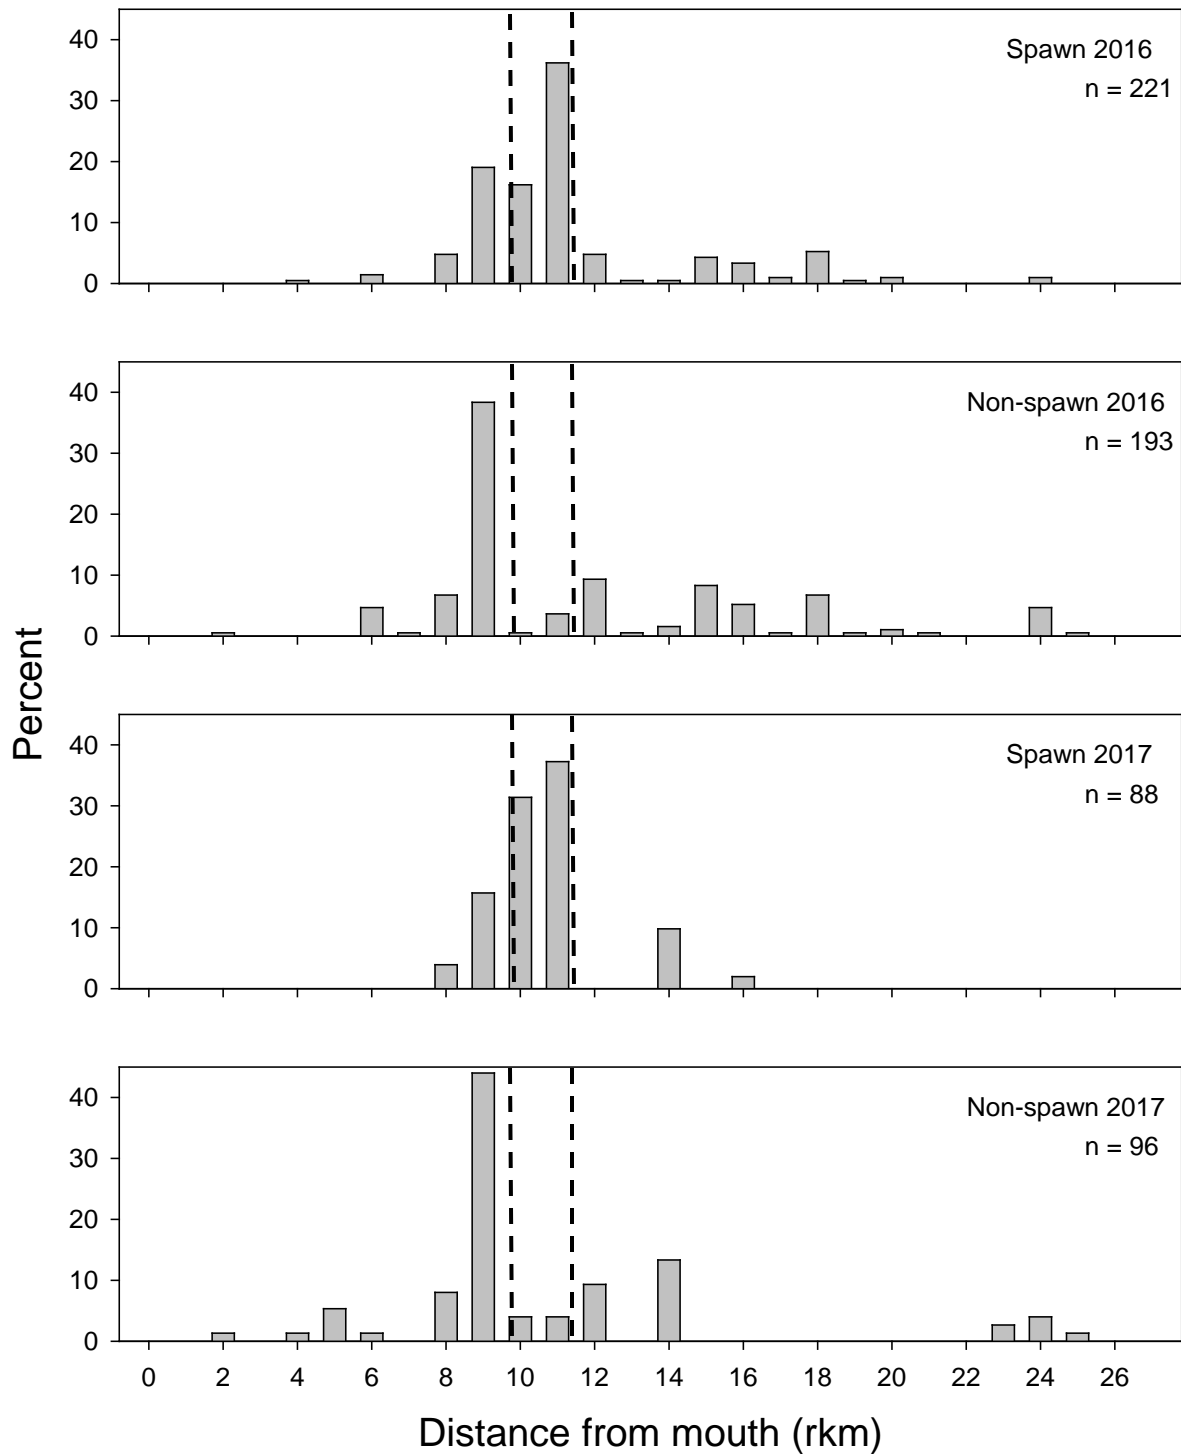 40
30
20
10
0
Spawn 2016
n = 221
40
30
20
10
0
Non-spawn 2016
n = 193
Percent
40
30
20
10
0
Spawn 2017
n = 88
40
30
20
10
0
Non-spawn 2017
n = 96
0 2 4 6 8 10 12 14 16 18 20 22 24 26
Distance from mouth (rkm)